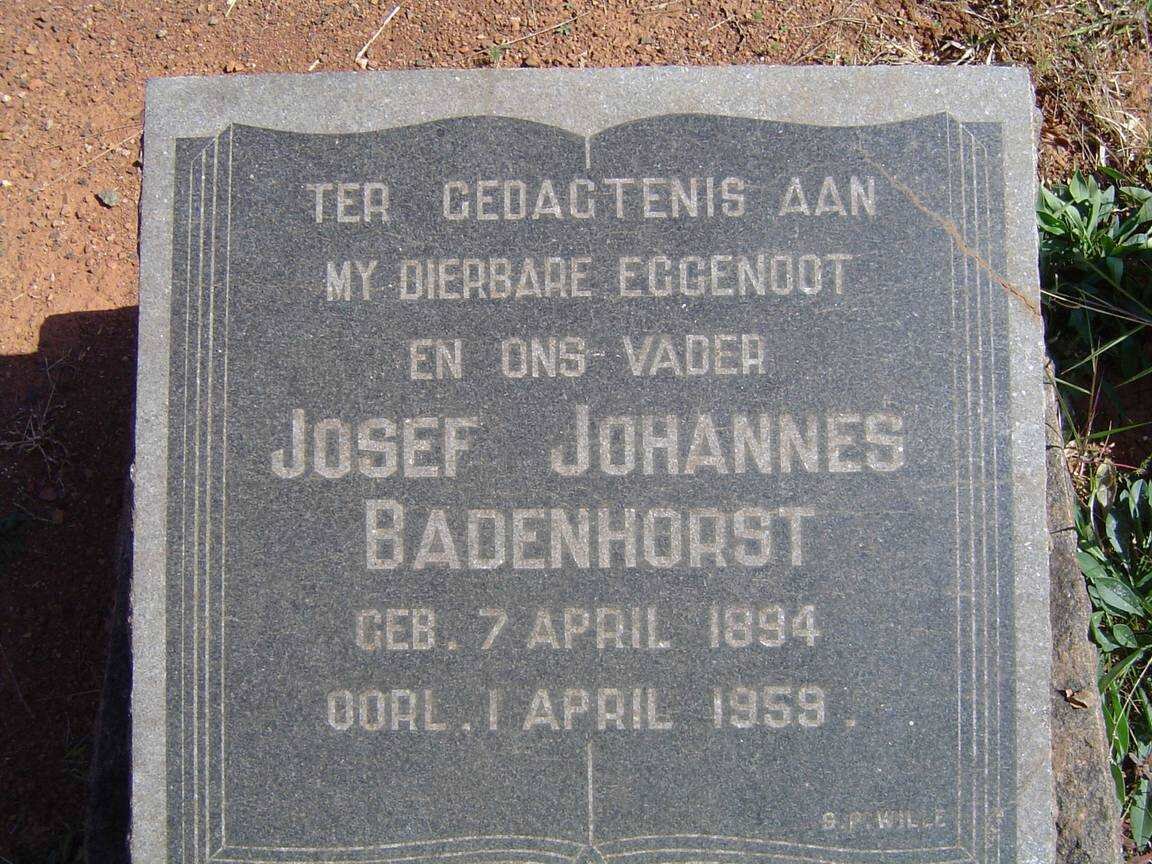 TER GEDAGTENIS AAN
MY DIERBARE EGGENOOT
EN ONS VADER
JOSEF JOHANNES
BADENHORST
GEB. 7 APRIL 1894
OORL. 1 APRIL 1959.
WILLE